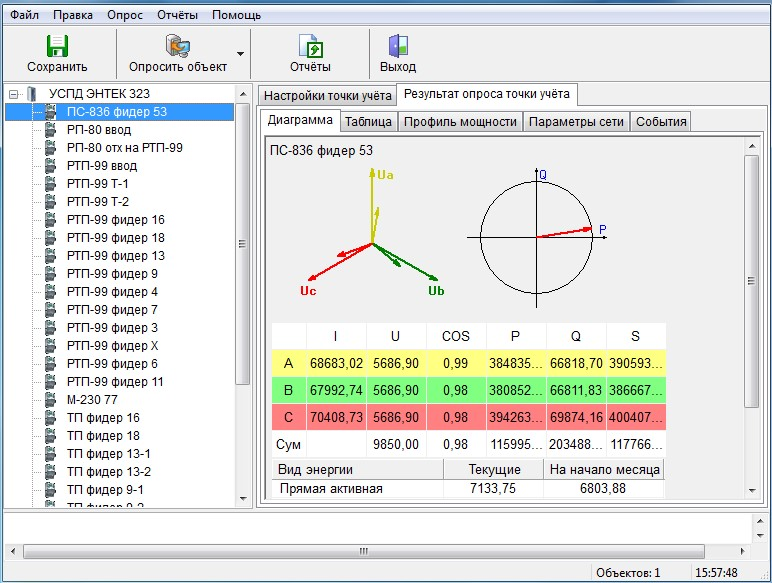 Файл Правка Опрос Отчёты Помощь
Сохранить Опросить объект Отчёты Выход
УСПД ЭНТЕК 323
ПС-836 фидер 53
РП-80 ввод
РП-80 отх на РТП-99
РТП-99 ввод
РТП-99 Т-1
РТП-99 Т-2
РТП-99 фидер 16
РТП-99 фидер 18
РТП-99 фидер 13
РТП-99 фидер 9
РТП-99 фидер 4
РТП-99 фидер 7
РТП-99 фидер 3
РТП-99 фидер X
РТП-99 фидер 6
РТП-99 фидер 11
М-230 77
ТП фидер 16
ТП фидер 18
ТП фидер 13-1
ТП фидер 13-2
ТП фидер 9-1
ТП фидер 9-2
Настройки точки учёта Результат опроса точки учёта
Диаграмма Таблица Профиль мощности Параметры сети События
ПС-836 фидер 53
Ua
Uc Ub
Q
P
I U COS P Q S
A 68683,02 5686,90 0,99 384835... 66818,70 390593...
B 67992,74 5686,90 0,98 380852... 66811,83 386667...
C 70408,73 5686,90 0,98 394263... 69874,16 400407...
Сум 9850,00 0,98 115995... 203488... 117766...
Вид энергии Текущие На начало месяца
Прямая активная 7133,75 6803,88
Объектов: 1 15:57:48